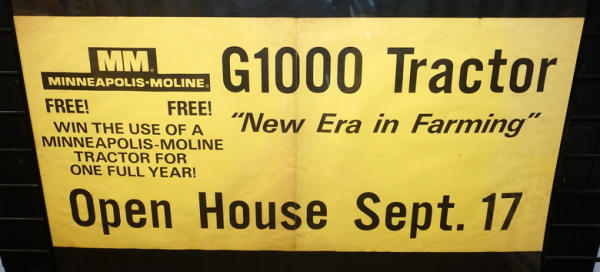 MM
MINNEAPOLIS-MOLINE
FREE! FREE!
WIN THE USE OF A
MINNEAPOLIS-MOLINE
TRACTOR FOR
ONE FULL YEAR!
G1000 Tractor
"New Era in Farming"
Open House Sept. 17